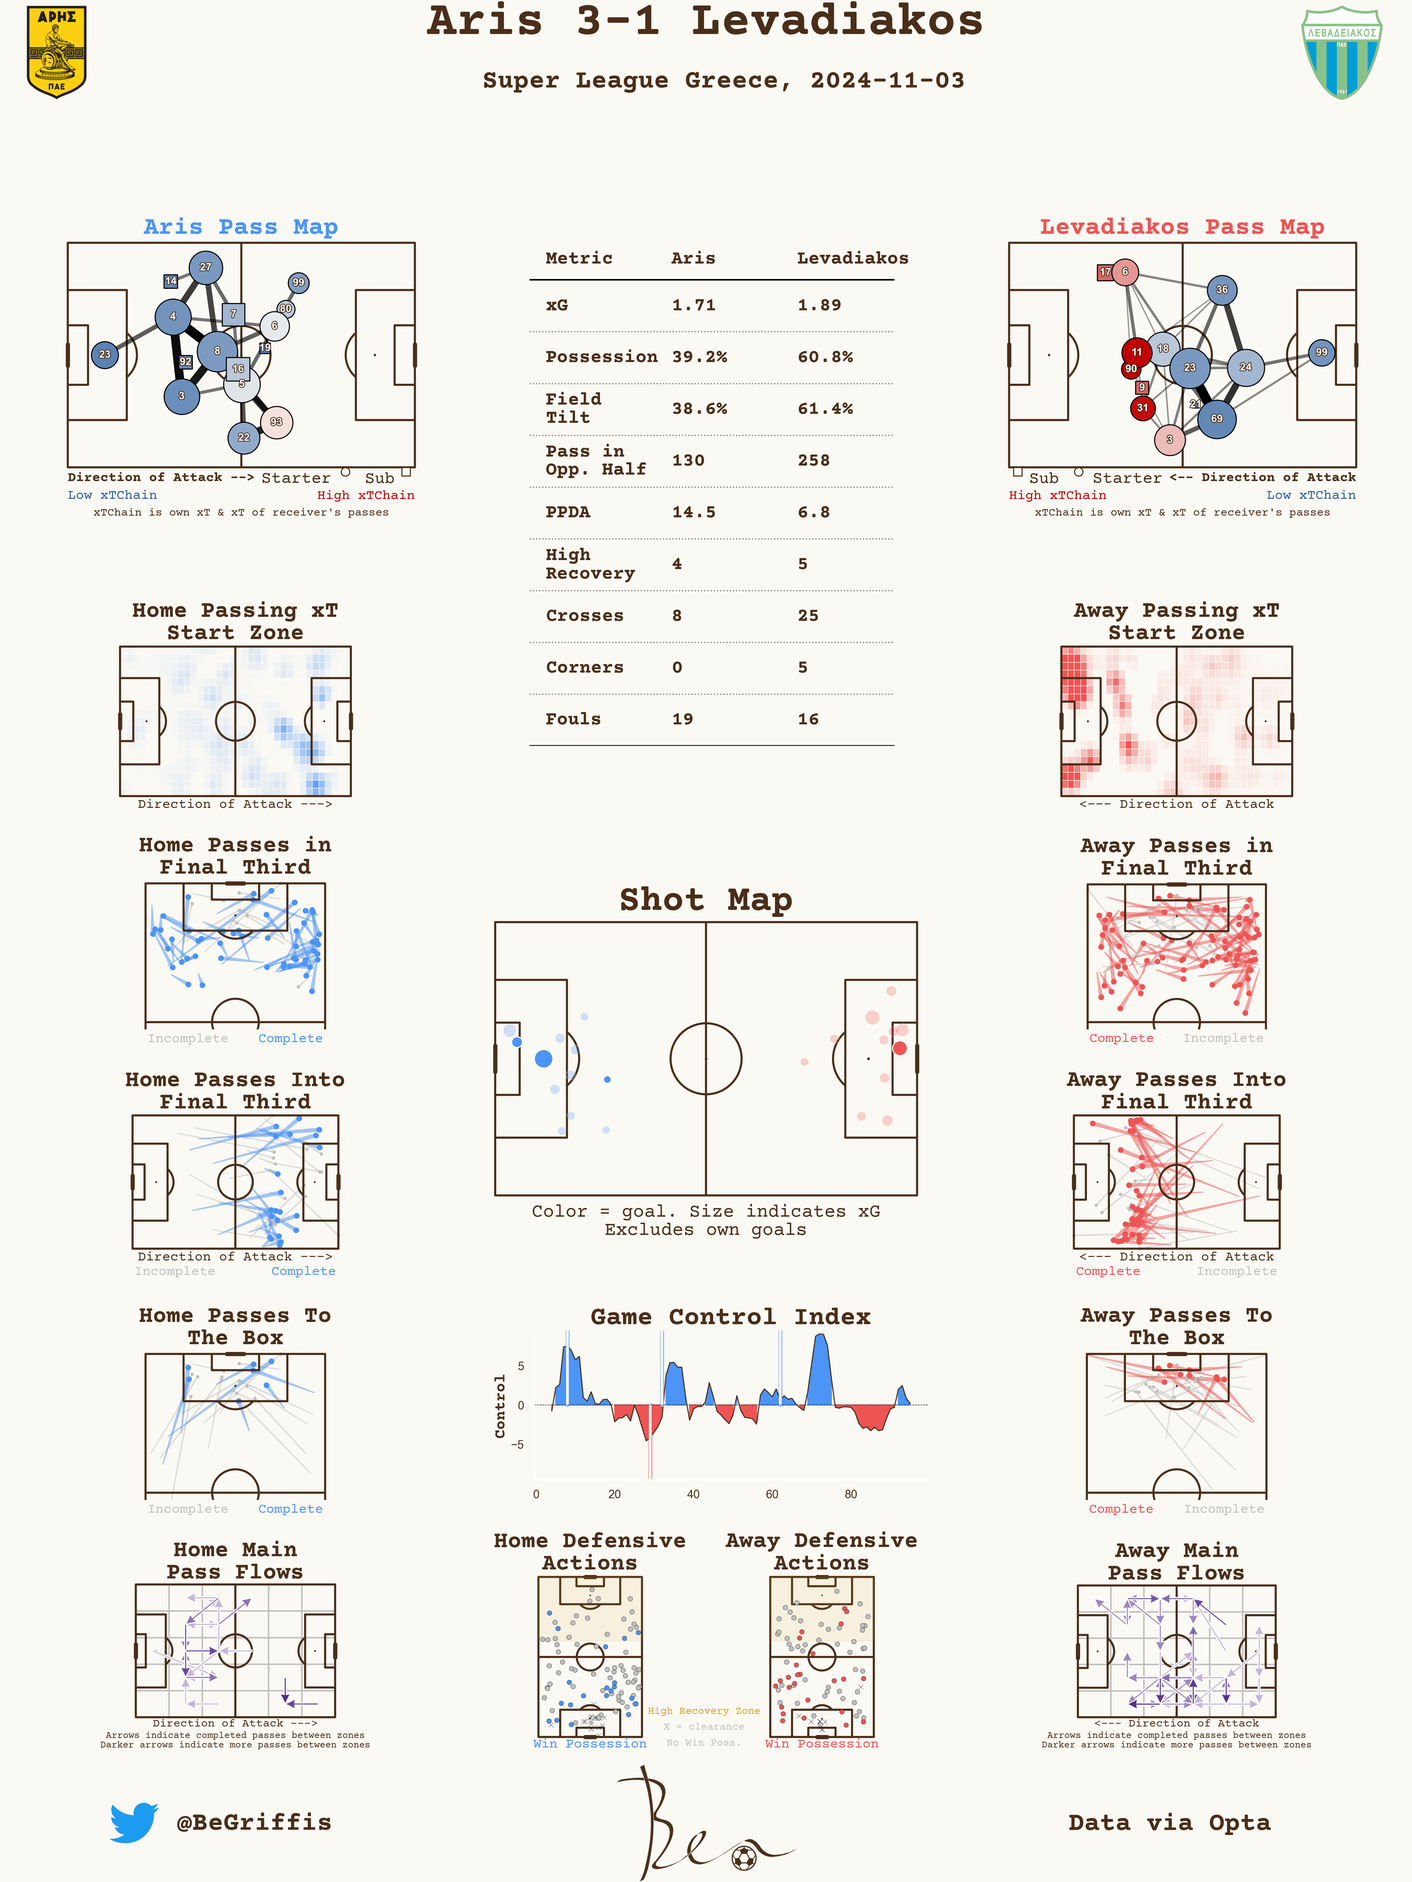 Aris 3-1 Levadiakos
Super League Greece, 2024-11-03
ΑΡΗΣ
ΠΑΕ
ΛΕΒΑΔΕΙΑΚΟΣ
ΠΑΕ
1961
Aris Pass Map
14
27
99
4
7
80
6
23
8
19
92
16
5
3
93
22
Direction of Attack --> Starter Sub
Low xTChain High xTChain
xTChain is own xT & xT of receiver's passes
Metric Aris Levadiakos
xG 1.71 1.89
Possession 39.2% 60.8%
Field
Tilt 38.6% 61.4%
Pass in
Opp. Half 130 258
PPDA 14.5 6.8
High
Recovery 4 5
Crosses 8 25
Corners 0 5
Fouls 19 16
Levadiakos Pass Map
17
6
36
11
18
99
90
23
24
9
31
21
69
3
Sub Starter <-- Direction of Attack
High xTChain Low xTChain
xTChain is own xT & xT of receiver's passes
Home Passing xT
Start Zone
Direction of Attack --->
Away Passing xT
Start Zone
<--- Direction of Attack
Home Passes in
Final Third
Incomplete Complete
Away Passes in
Final Third
Complete Incomplete
Shot Map
Color = goal. Size indicates xG
Excludes own goals
Home Passes Into
Final Third
Direction of Attack --->
Incomplete Complete
Away Passes Into
Final Third
<--- Direction of Attack
Complete Incomplete
Home Passes To
The Box
Incomplete Complete
Game Control Index
Control
5
0
−5
0 20 40 60 80
Away Passes To
The Box
Complete Incomplete
Home Main
Pass Flows
Direction of Attack --->
Arrows indicate completed passes between zones
Darker arrows indicate more passes between zones
Home Defensive
Actions
Win Possession
High Recovery Zone
X = clearance
No Win Poss.
Away Defensive
Actions
Win Possession
Away Main
Pass Flows
<--- Direction of Attack
Arrows indicate completed passes between zones
Darker arrows indicate more passes between zones
@BeGriffis
Ben
Data via Opta